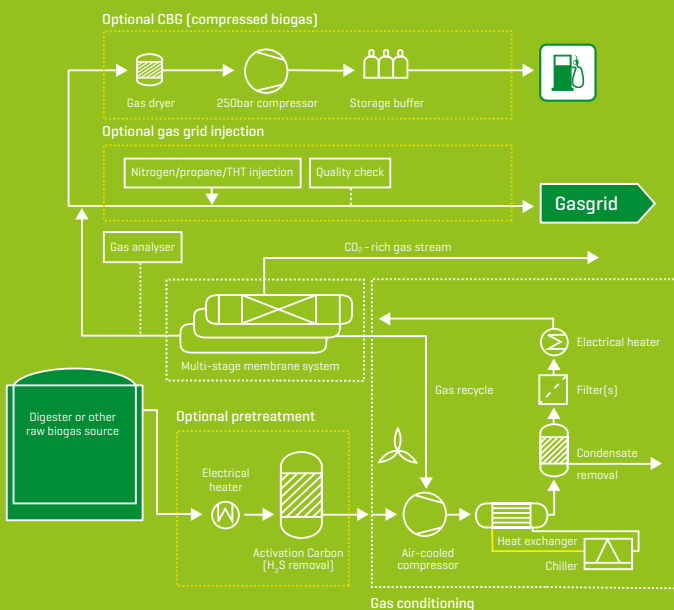 Optional CBG (compressed biogas)
Gas dryer
250bar compressor
Storage buffer
Optional gas grid injection
Nitrogen/propane/THT injection
Quality check
Gasgrid
Gas analyser
CO₂ - rich gas stream
Multi-stage membrane system
Electrical heater
Gas recycle
Filter(s)
Digester or other
raw biogas source
Optional pretreatment
Condensate
removal
Electrical
heater
Activation Carbon
(H₂S removal)
Air-cooled
compressor
Heat exchanger
Chiller
Gas conditioning